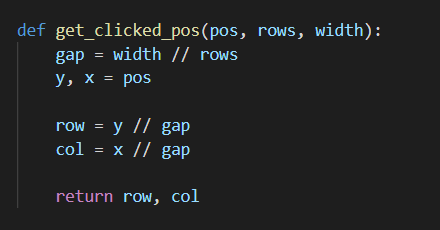 def get_clicked_pos(pos, rows, width):
    gap = width // rows
    y, x = pos

    row = y // gap
    col = x // gap

    return row, col